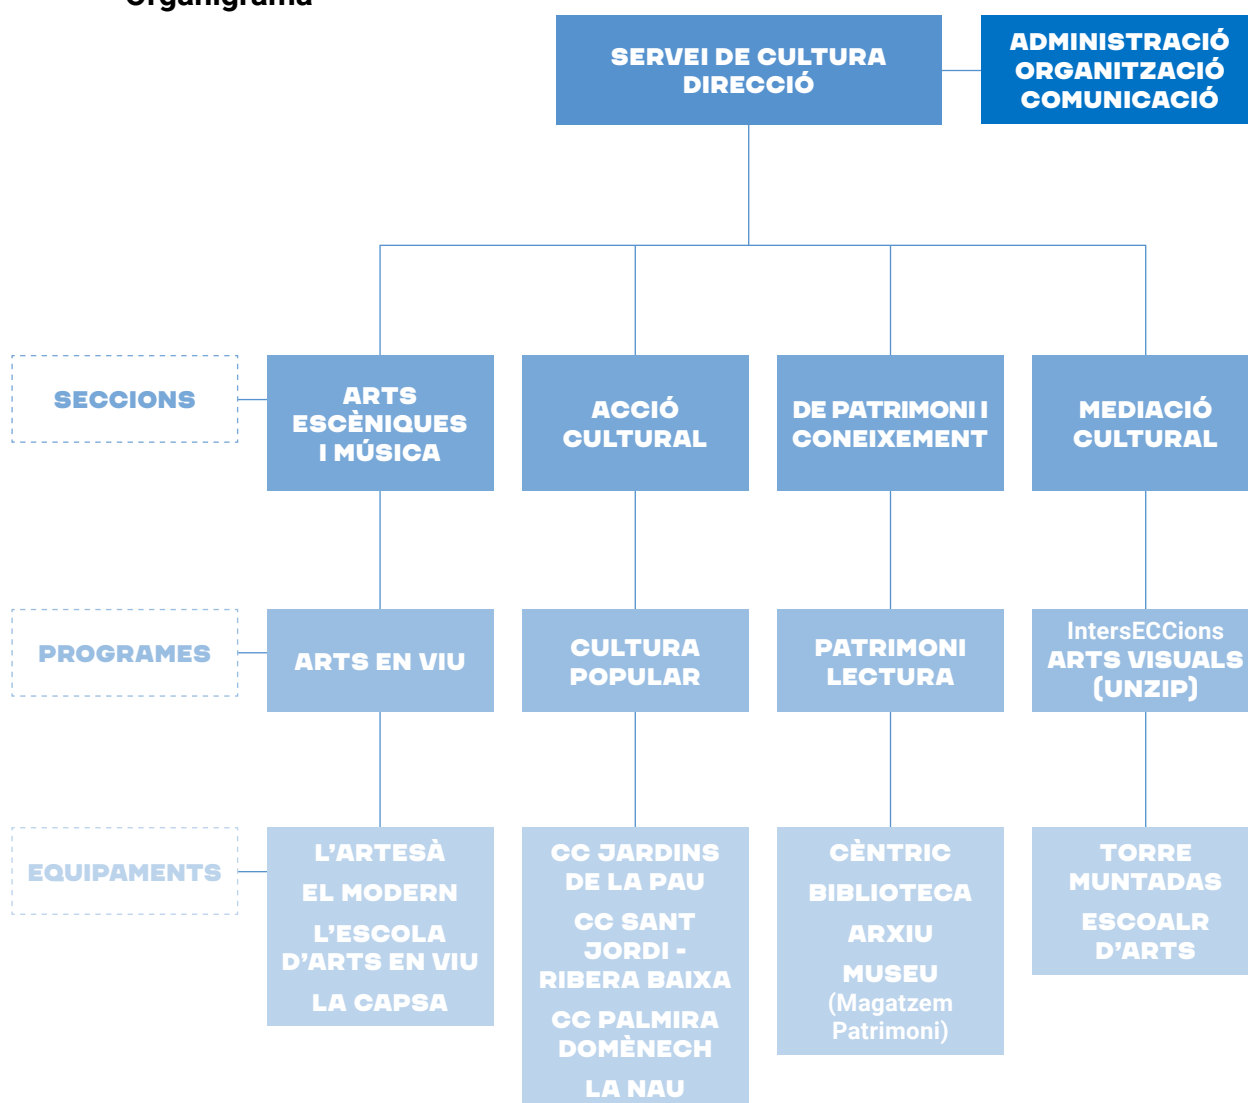 Organigrama
SERVEI DE CULTURA
DIRECCIÓ
ADMINISTRACIÓ
ORGANITZACIÓ
COMUNICACIÓ
SECCIONS
ARTS
ESCÈNIQUES
I MÚSICA
ACCIÓ
CULTURAL
DE PATRIMONI I
CONEIXEMENT
MEDIACIÓ
CULTURAL
PROGRAMES
ARTS EN VIU
CULTURA
POPULAR
PATRIMONI
LECTURA
IntersECCions
ARTS VISUALS
(UNZIP)
EQUIPAMENTS
L'ARTESÀ
EL MODERN
L'ESCOLA
D'ARTS EN VIU
LA CAPSA
CC JARDINS
DE LA PAU
CC SANT
JORDI -
RIBERA BAIXA
CC PALMIRA
DOMÈNECH
LA NAU
CÈNTRIC
BIBLIOTECA
ARXIU
MUSEU
(Magatzem
Patrimoni)
TORRE
MUNTADAS
ESCOALR
D'ARTS